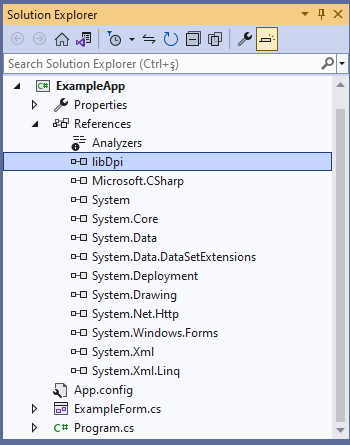 Solution Explorer
Search Solution Explorer (Ctrl+ş)
C# ExampleApp
Properties
References
Analyzers
libDpi
Microsoft.CSharp
System
System.Core
System.Data
System.Data.DataSetExtensions
System.Deployment
System.Drawing
System.Net.Http
System.Windows.Forms
System.Xml
System.Xml.Linq
App.config
ExampleForm.cs
C# Program.cs